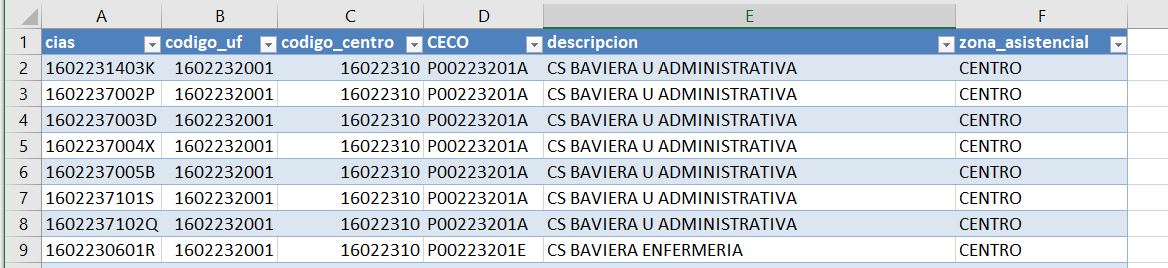 A B C D E F
1 cias codigo_uf codigo_centro CECO descripcion zona_asistencial
2 1602231403K 1602232001 16022310 P00223201A CS BAVIERA U ADMINISTRATIVA CENTRO
3 1602237002P 1602232001 16022310 P00223201A CS BAVIERA U ADMINISTRATIVA CENTRO
4 1602237003D 1602232001 16022310 P00223201A CS BAVIERA U ADMINISTRATIVA CENTRO
5 1602237004X 1602232001 16022310 P00223201A CS BAVIERA U ADMINISTRATIVA CENTRO
6 1602237005B 1602232001 16022310 P00223201A CS BAVIERA U ADMINISTRATIVA CENTRO
7 1602237101S 1602232001 16022310 P00223201A CS BAVIERA U ADMINISTRATIVA CENTRO
8 1602237102Q 1602232001 16022310 P00223201A CS BAVIERA U ADMINISTRATIVA CENTRO
9 1602230601R 1602232001 16022310 P00223201E CS BAVIERA ENFERMERIA CENTRO